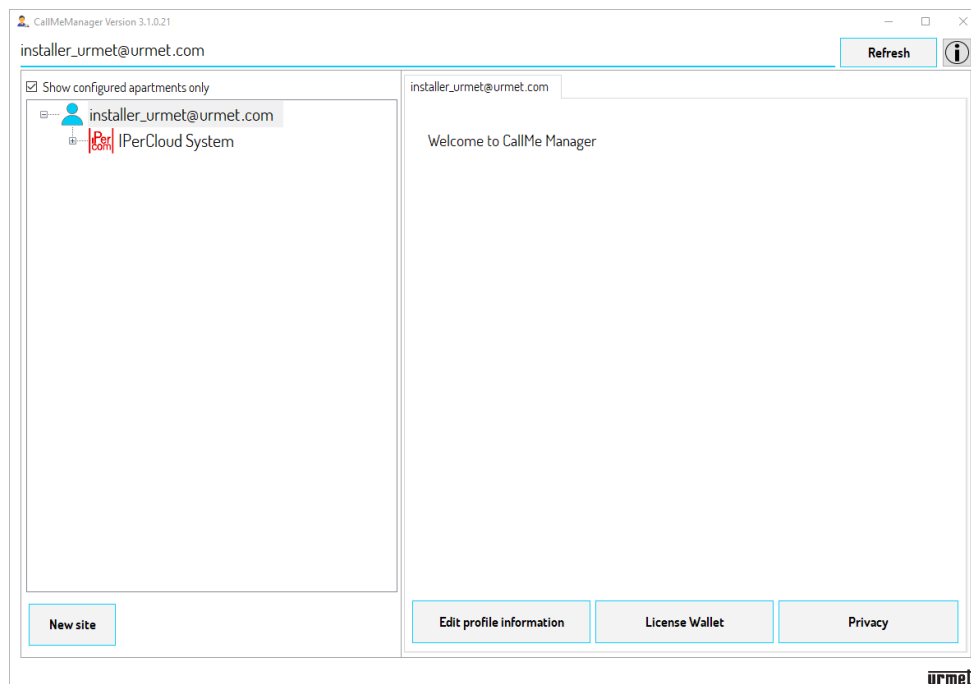 CallMeManager Version 3.1.0.21
installer_urmet@urmet.com
Refresh
Show configured apartments only
installer_urmet@urmet.com
IPer
com
IPerCloud System
installer_urmet@urmet.com
Welcome to CallMe Manager
New site
Edit profile information
License Wallet
Privacy
urmet